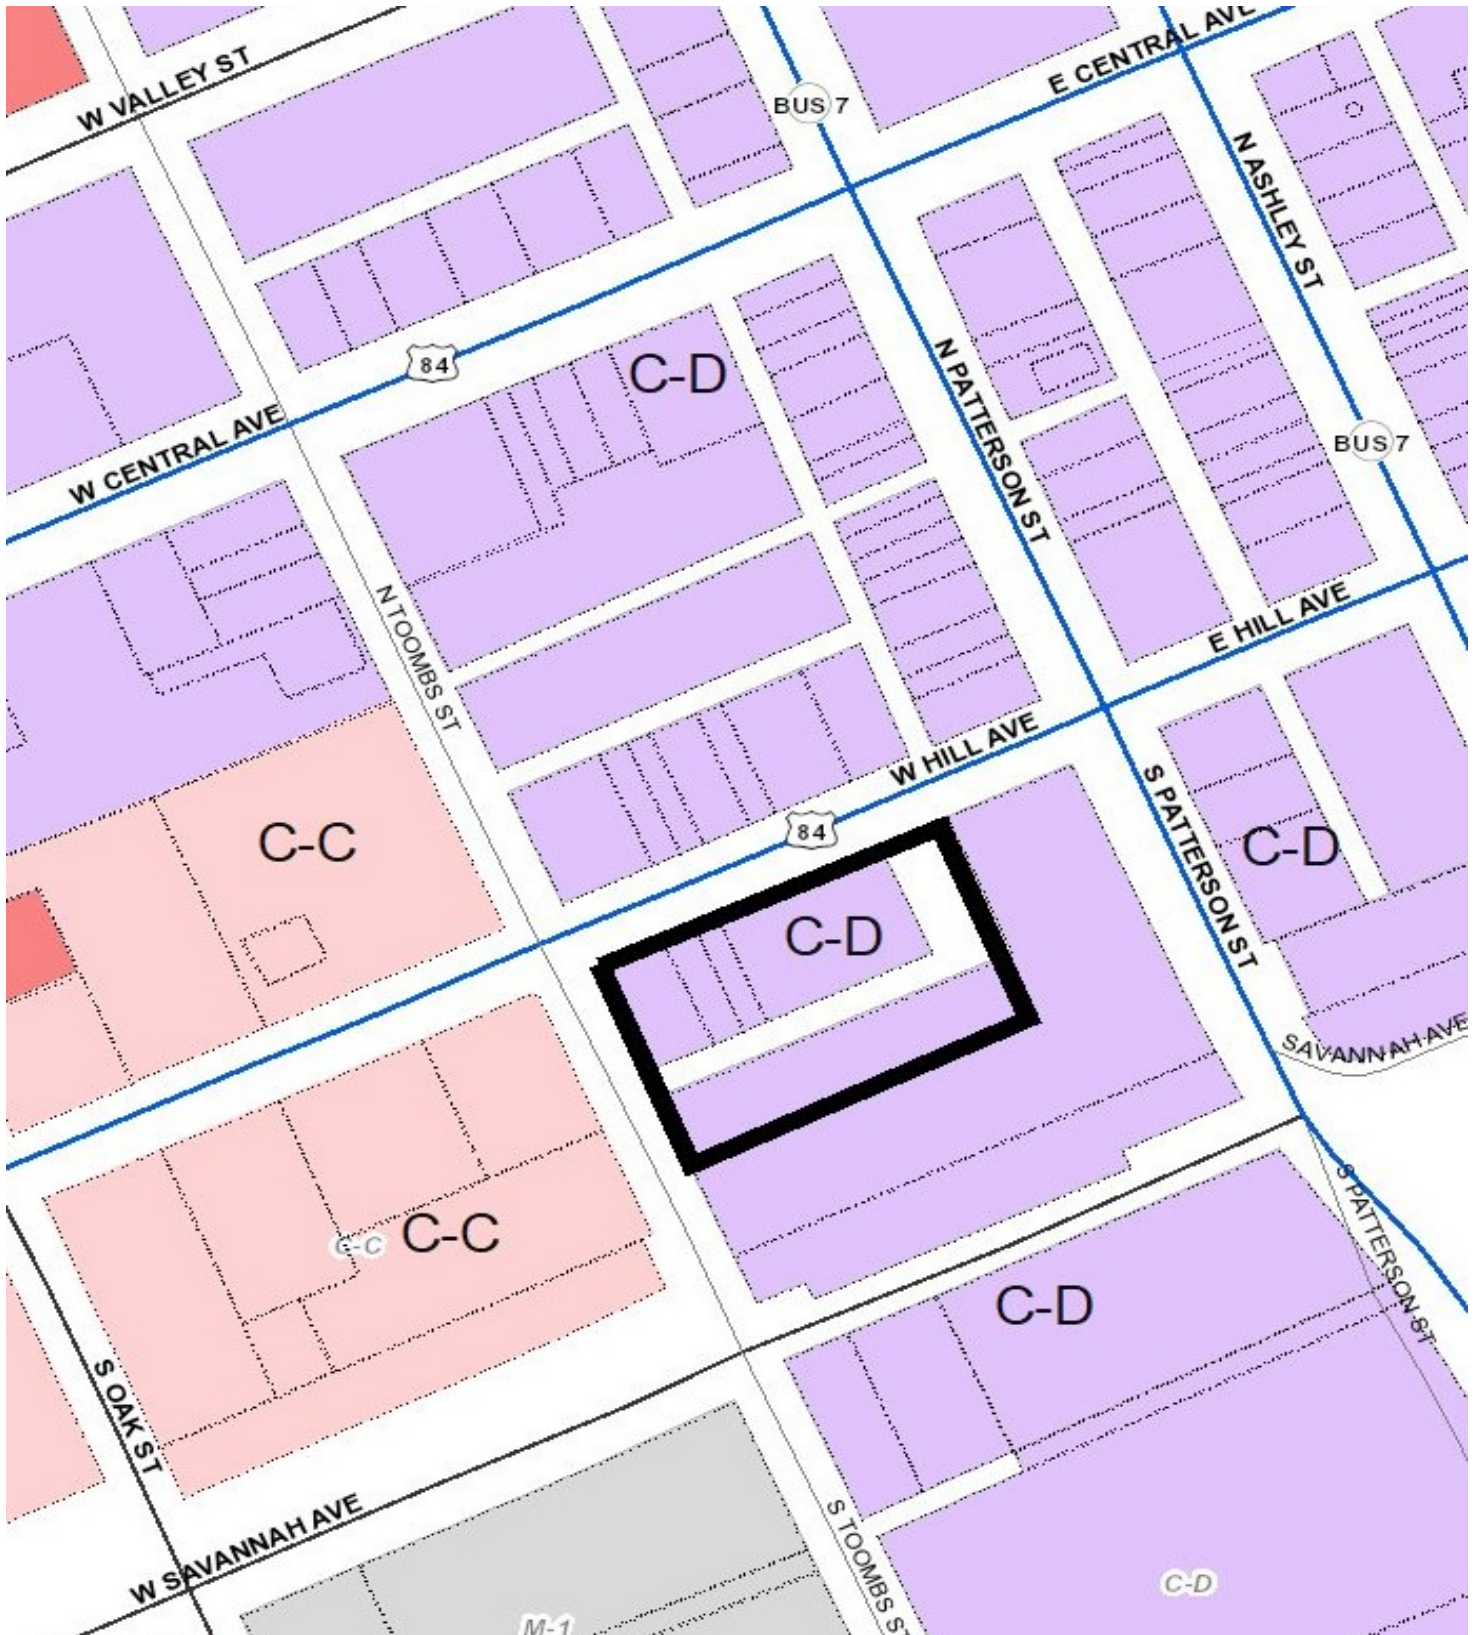 E CENTRAL AVE
W VALLEY ST
BUS 7
N ASHLEY ST
84
C-D
W CENTRAL AVE
N PATTERSON ST
BUS 7
N TOOMBS ST
E HILL AVE
W HILL AVE
84
C-C
C-D
S PATTERSON ST
C-D
SAVANNAH AVE
C-C
C-C
S PATTERSON ST
C-D
S OAK ST
W SAVANNAH AVE
S TOOMBS ST
C-D
M-1